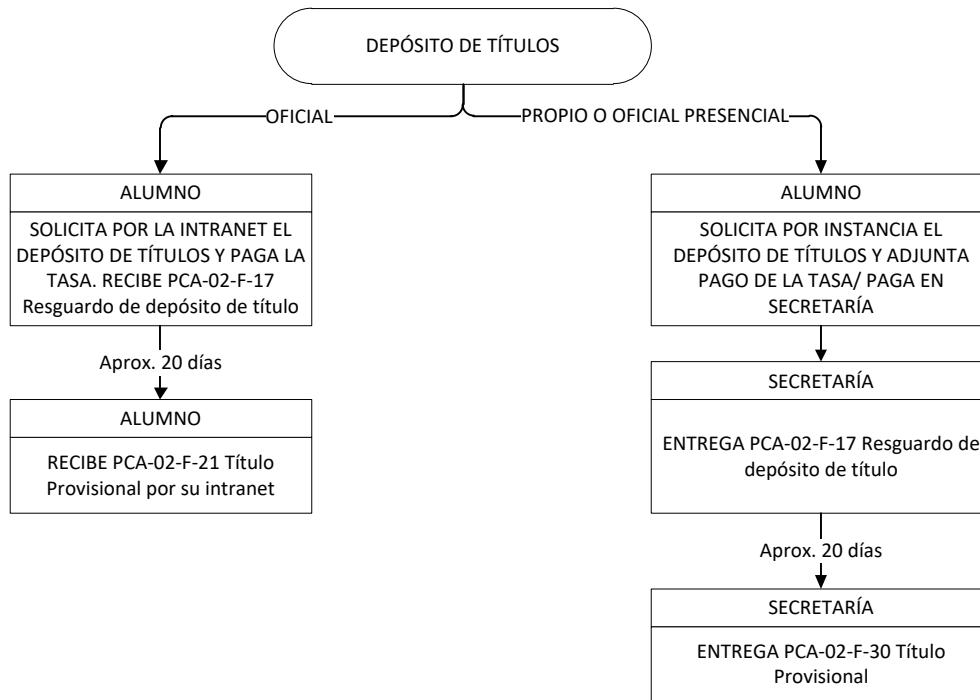 DEPÓSITO DE TÍTULOS
OFICIAL
PROPIO O OFICIAL PRESENCIAL
ALUMNO
SOLICITA POR LA INTRANET EL
DEPÓSITO DE TÍTULOS Y PAGA LA
TASA. RECIBE PCA-02-F-17
Resguardo de depósito de título
Aprox. 20 días
ALUMNO
RECIBE PCA-02-F-21 Título
Provisional por su intranet
ALUMNO
SOLICITA POR INSTANCIA EL
DEPÓSITO DE TÍTULOS Y ADJUNTA
PAGO DE LA TASA/ PAGA EN
SECRETARÍA
SECRETARÍA
ENTREGA PCA-02-F-17 Resguardo de
depósito de título
Aprox. 20 días
SECRETARÍA
ENTREGA PCA-02-F-30 Título
Provisional